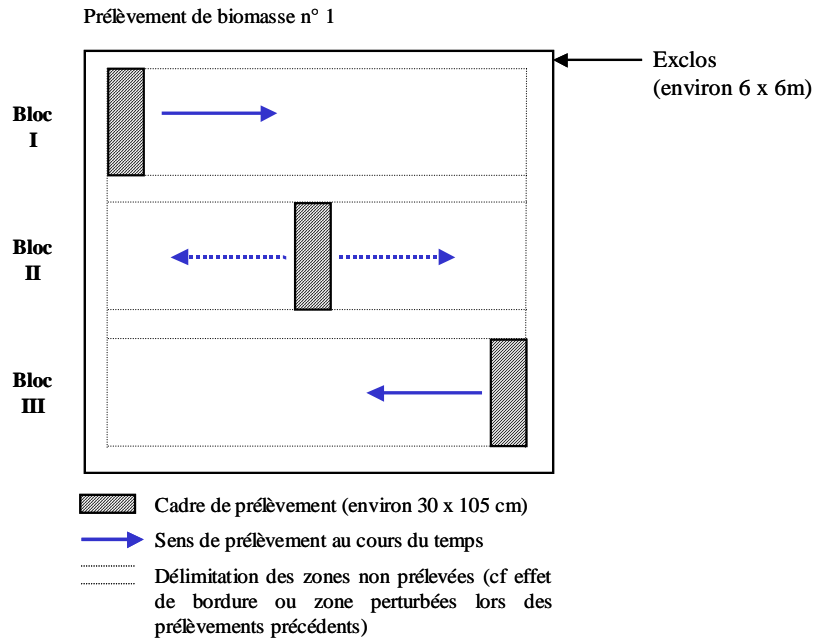 Prélèvement de biomasse n° 1
Exclos
(environ 6 x 6m)
Bloc
I
Bloc
II
Bloc
III
Cadre de prélèvement (environ 30 x 105 cm)
Sens de prélèvement au cours du temps
Délimitation des zones non prélevées (cf effet
de bordure ou zone perturbées lors des
prélèvements précédents)